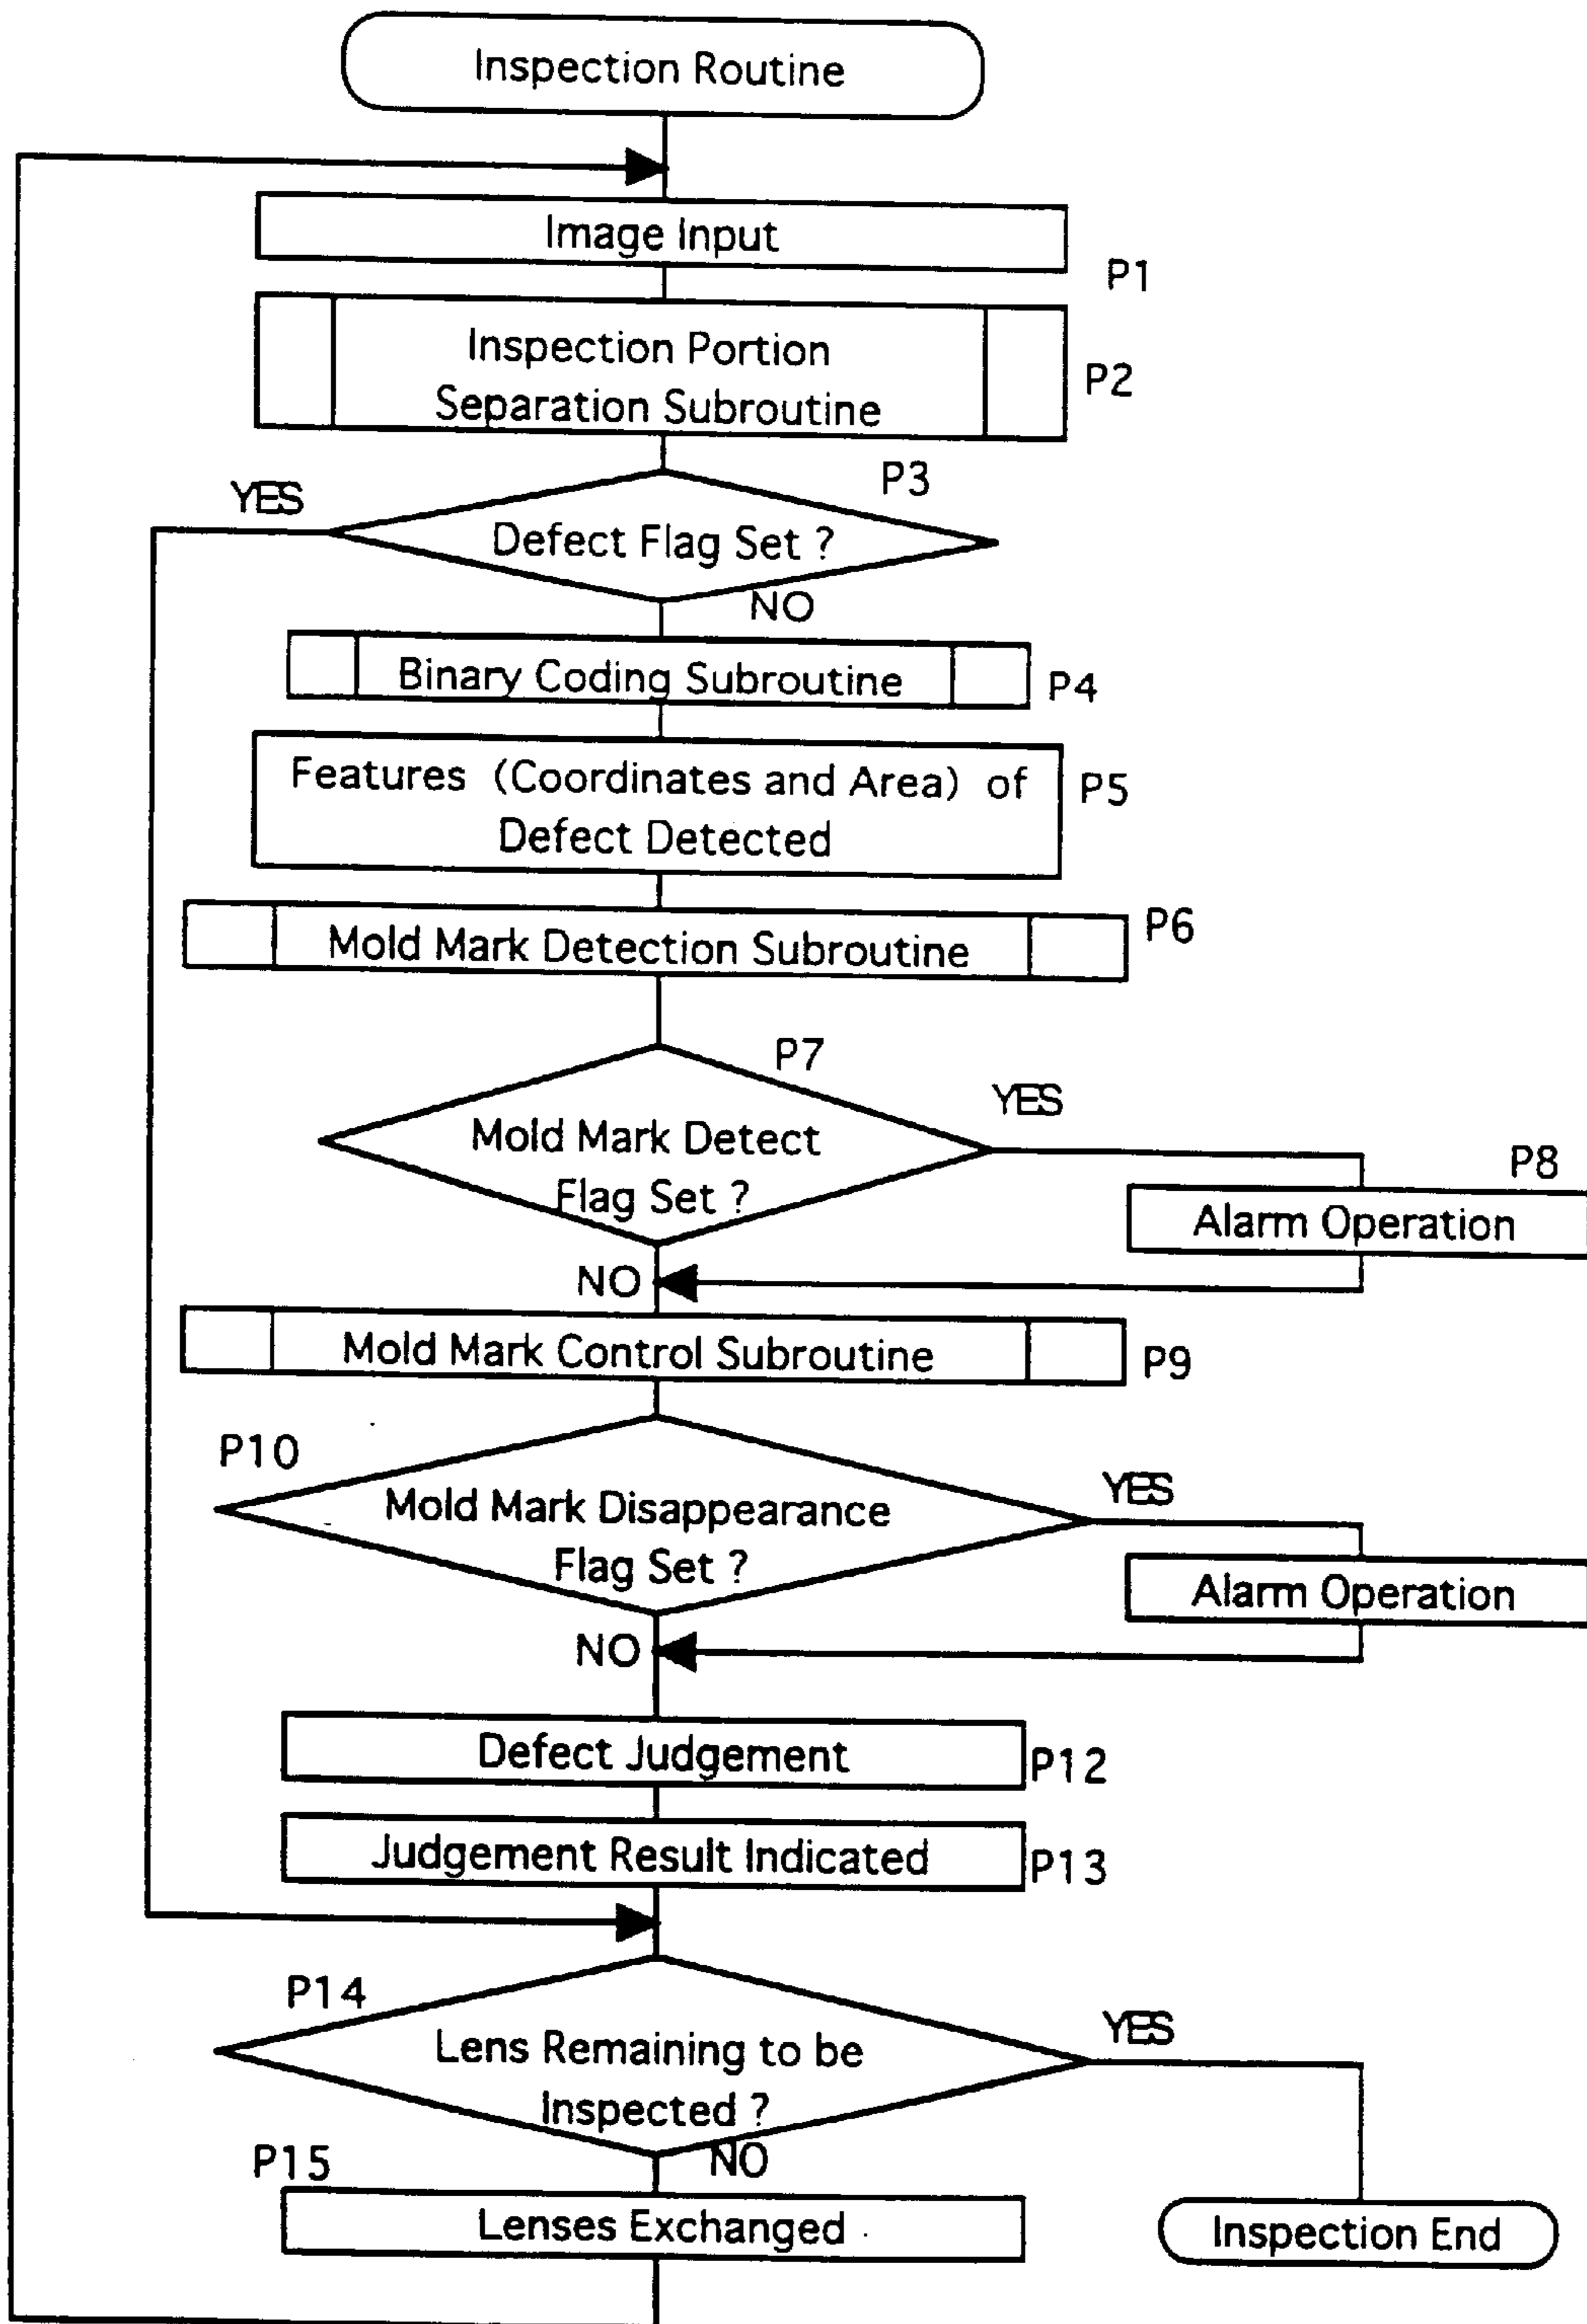 Inspection Routine
Image Input
P1
Inspection Portion
Separation Subroutine
P2
P3
YES
Defect Flag Set ?
NO
Binary Coding Subroutine
P4
Features (Coordinates and Area) of
Defect Detected
P5
Mold Mark Detection Subroutine
P6
P7
YES
Mold Mark Detect
Flag Set ?
P8
Alarm Operation
NO
Mold Mark Control Subroutine
P9
P10
YES
Mold Mark Disappearance
Flag Set ?
Alarm Operation
NO
Defect Judgement
P12
Judgement Result Indicated
P13
P14
YES
Lens Remaining to be
Inspected ?
P15
NO
Lenses Exchanged
Inspection End